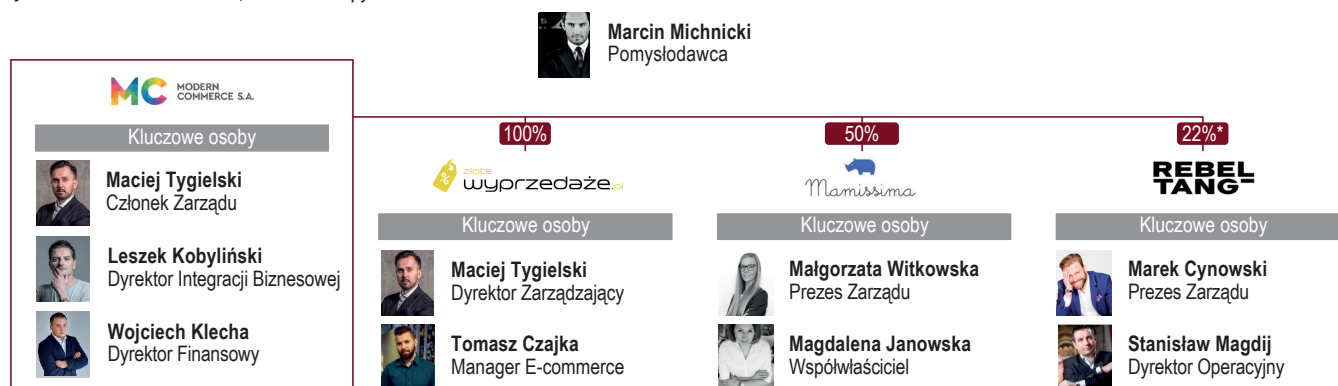 Marcin Michnicki
Pomysłodawca
MC MODERN
COMMERCE S.A.
Kluczowe osoby
Maciej Tygielski
Członek Zarządu
Leszek Kobyliński
Dyrektor Integracji Biznesowej
Wojciech Klecha
Dyrektor Finansowy
100%
złote
wyprzedaże.pl
Kluczowe osoby
Maciej Tygielski
Dyrektor Zarządzający
Tomasz Czajka
Manager E-commerce
50%
Mamissima
Kluczowe osoby
Małgorzata Witkowska
Prezes Zarządu
Magdalena Janowska
Współwłaściciel
22%*
REBEL
TANG
Kluczowe osoby
Marek Cynowski
Prezes Zarządu
Stanisław Magdij
Dyrektor Operacyjny